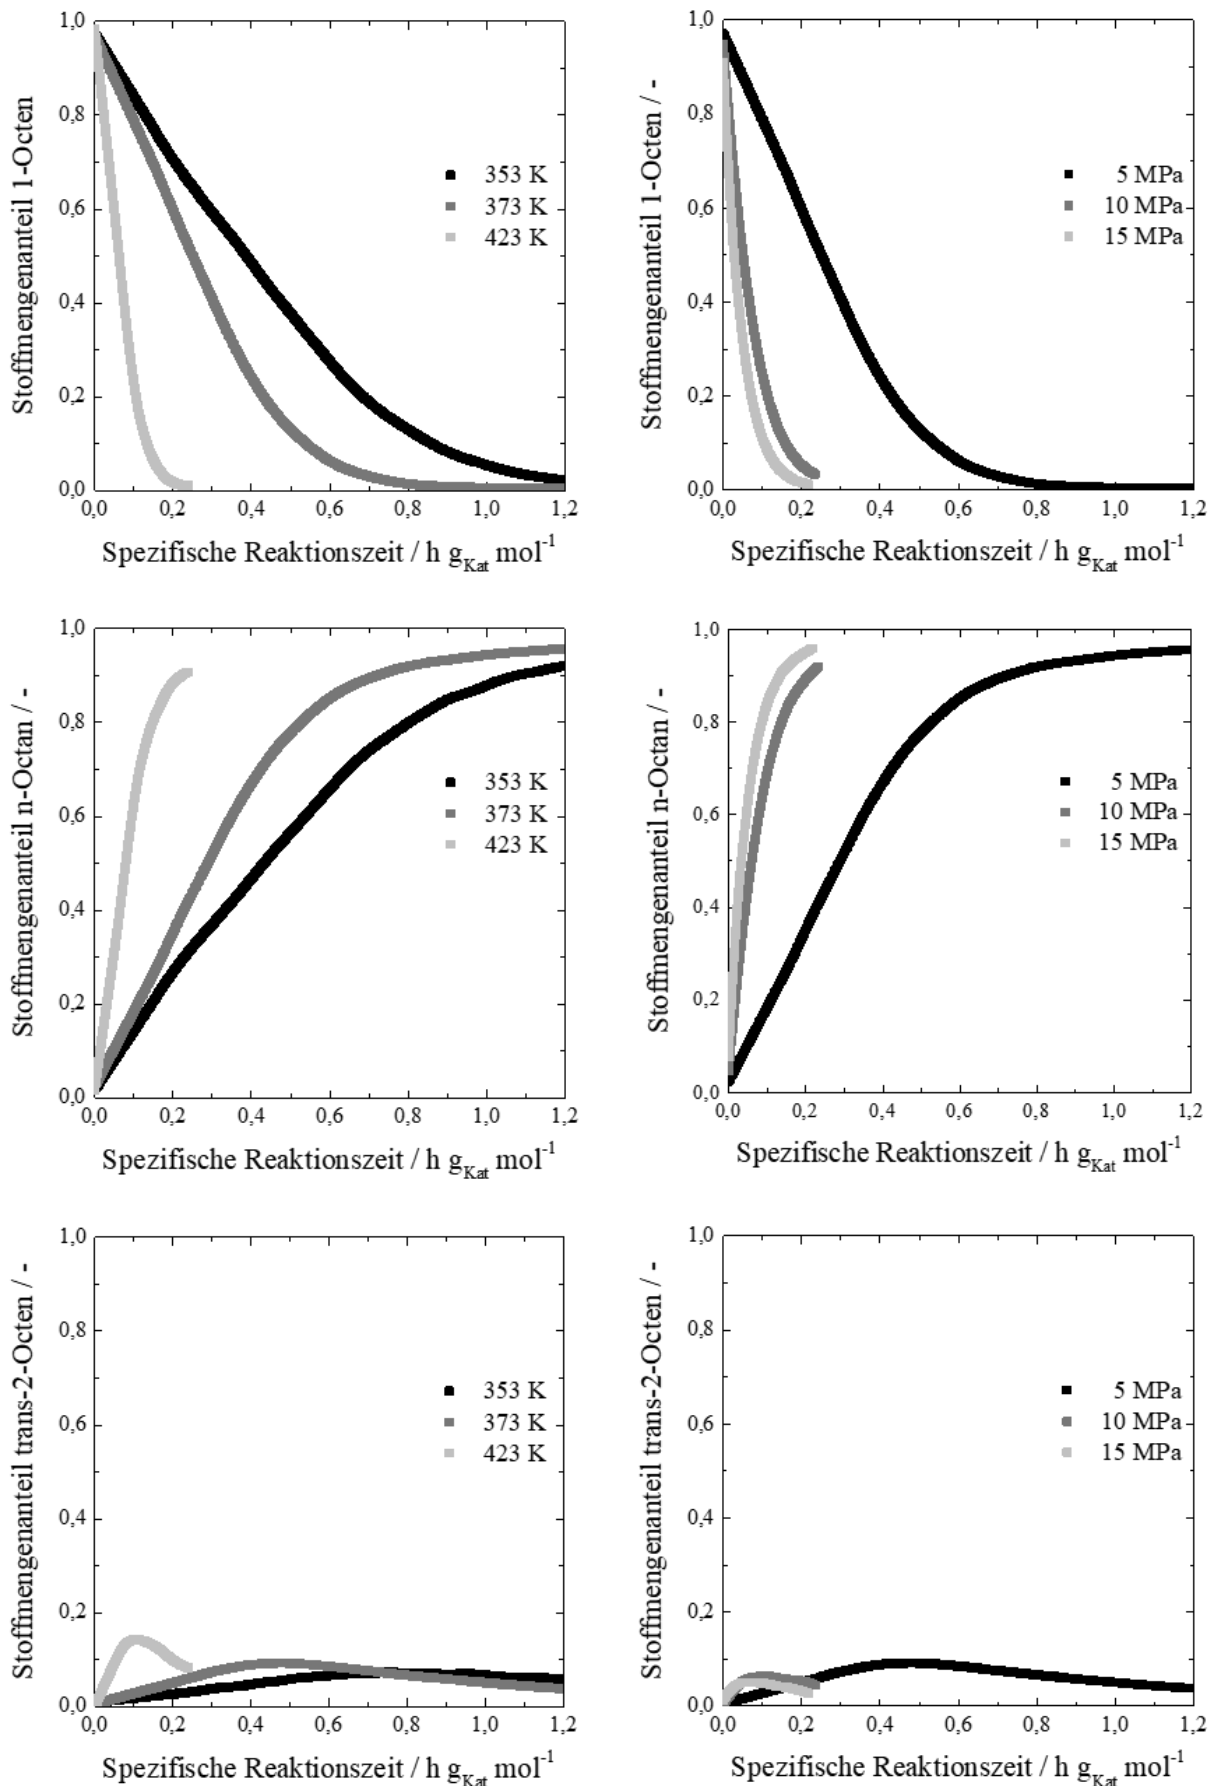 Stoffmengenanteil 1-Octen
1,0
0,8
0,6
0,4
0,2
0,0
353 K
373 K
423 K
0,0 0,2 0,4 0,6 0,8 1,0 1,2
Spezifische Reaktionszeit / h g_Kat mol^-1
Stoffmengenanteil 1-Octen / -
1,0
0,8
0,6
0,4
0,2
0,0
5 MPa
10 MPa
15 MPa
0,0 0,2 0,4 0,6 0,8 1,0 1,2
Spezifische Reaktionszeit / h g_Kat mol^-1
Stoffmengenanteil n-Octan / -
1,0
0,8
0,6
0,4
0,2
0,0
353 K
373 K
423 K
0,0 0,2 0,4 0,6 0,8 1,0 1,2
Spezifische Reaktionszeit / h g_Kat mol^-1
Stoffmengenanteil n-Octan / -
1,0
0,8
0,6
0,4
0,2
0,0
5 MPa
10 MPa
15 MPa
0,0 0,2 0,4 0,6 0,8 1,0 1,2
Spezifische Reaktionszeit / h g_Kat mol^-1
Stoffmengenanteil trans-2-Octen / -
1,0
0,8
0,6
0,4
0,2
0,0
353 K
373 K
423 K
0,0 0,2 0,4 0,6 0,8 1,0 1,2
Spezifische Reaktionszeit / h g_Kat mol^-1
Stoffmengenanteil trans-2-Octen / -
1,0
0,8
0,6
0,4
0,2
0,0
5 MPa
10 MPa
15 MPa
0,0 0,2 0,4 0,6 0,8 1,0 1,2
Spezifische Reaktionszeit / h g_Kat mol^-1